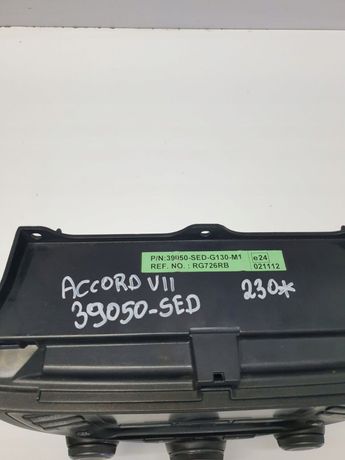 P/N:39050-SED-G130-M1
REF. NO. : RG726RB
e24
021112
ACCORD VII
39050-SED
230*